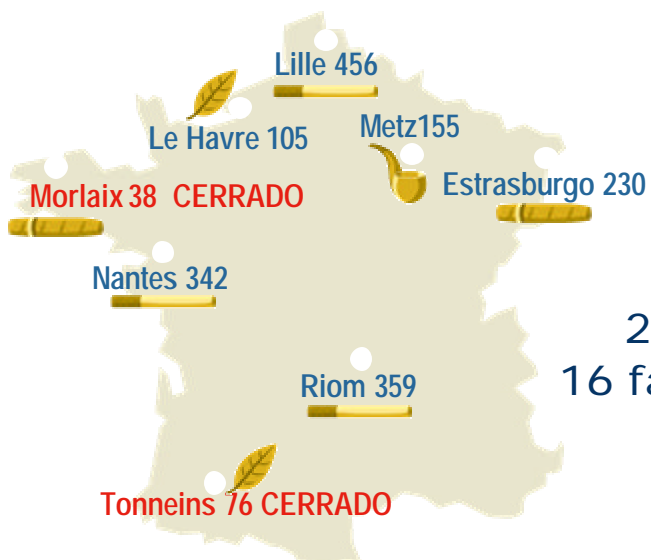 Lille 456
Le Havre 105
Metz155
Morlaix 38 CERRADO
Estrasburgo 230
Nantes 342
2
16 fa
Riom 359
Tonneins 76 CERRADO